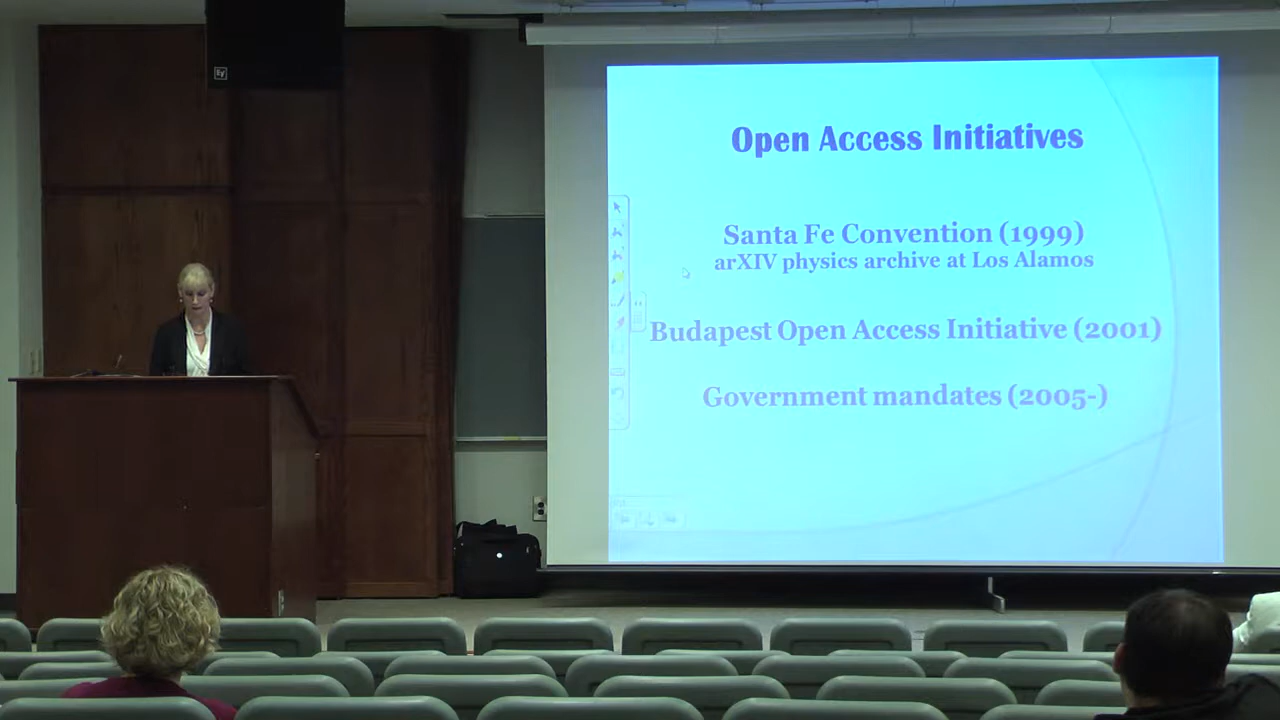 Open Access Initiatives
Santa Fe Convention (1999)
arXIV physics archive at Los Alamos
Budapest Open Access Initiative (2001)
Government mandates (2005-)